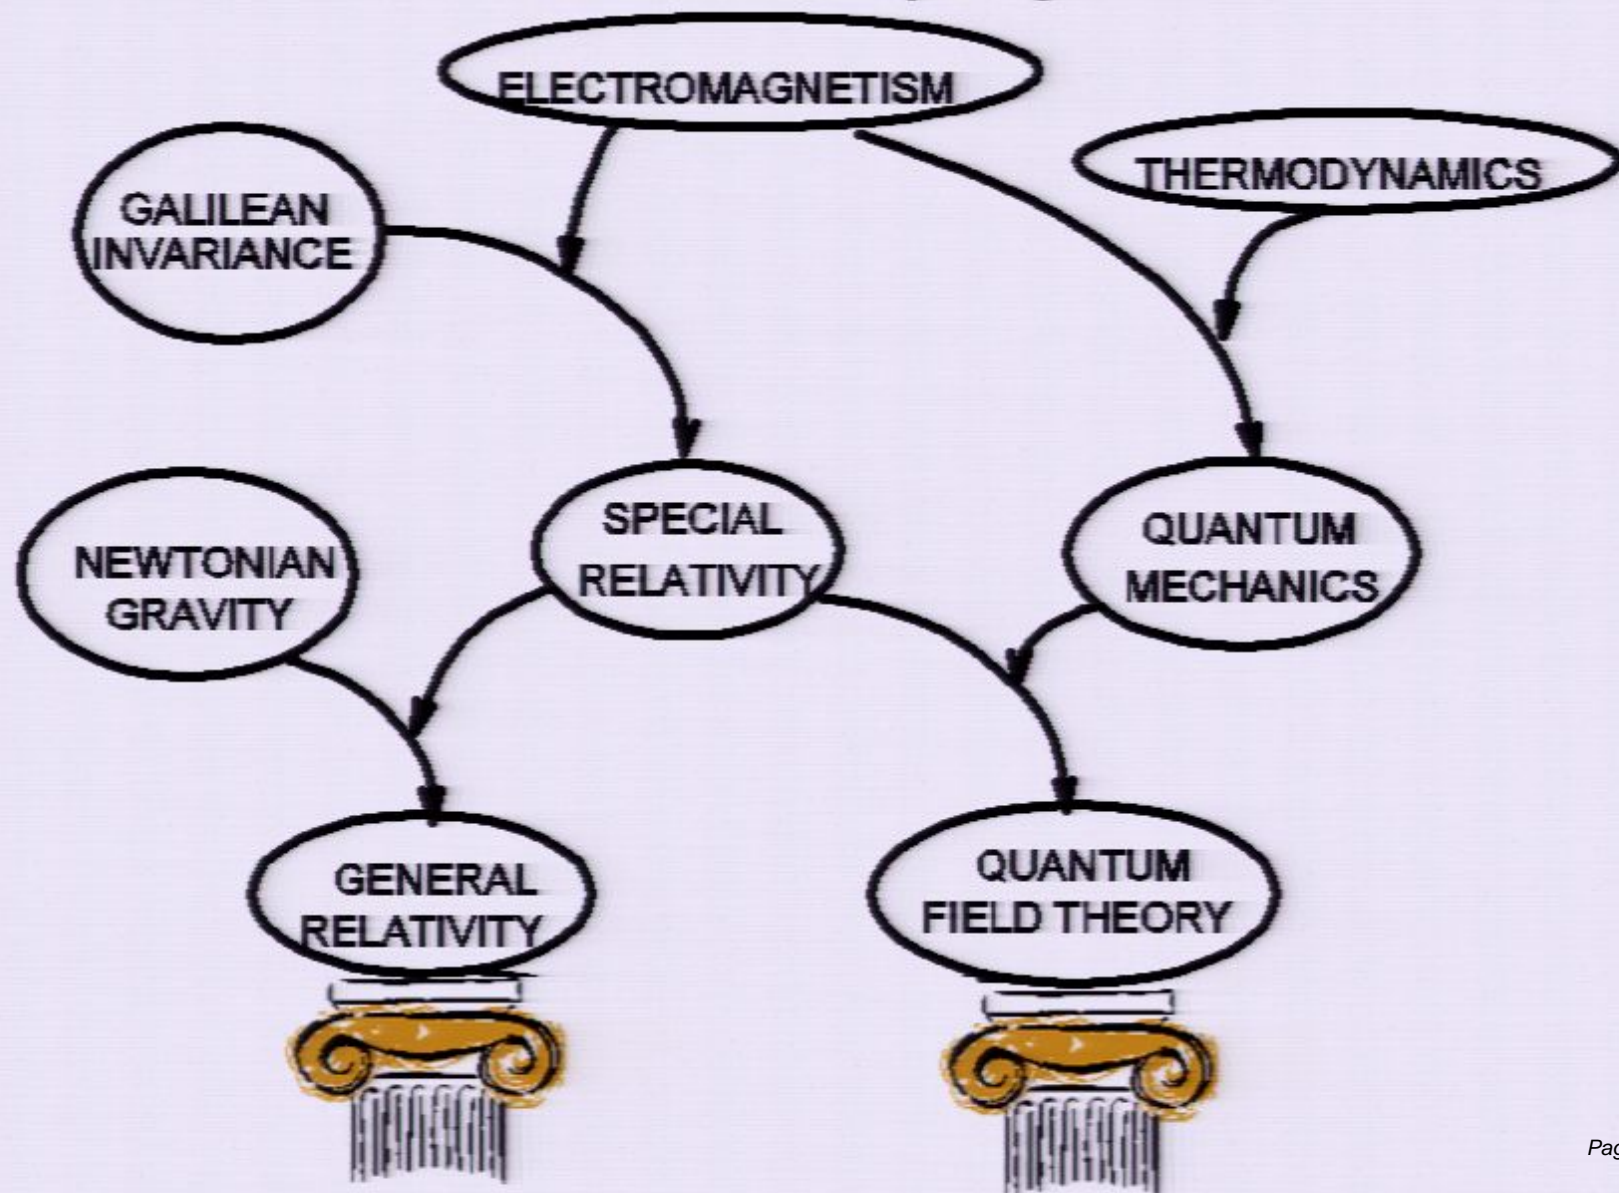 ELECTROMAGNETISM
THERMODYNAMICS
GALILEAN
INVARIANCE
NEWTONIAN
GRAVITY
SPECIAL
RELATIVITY
QUANTUM
MECHANICS
GENERAL
RELATIVITY
QUANTUM
FIELD THEORY